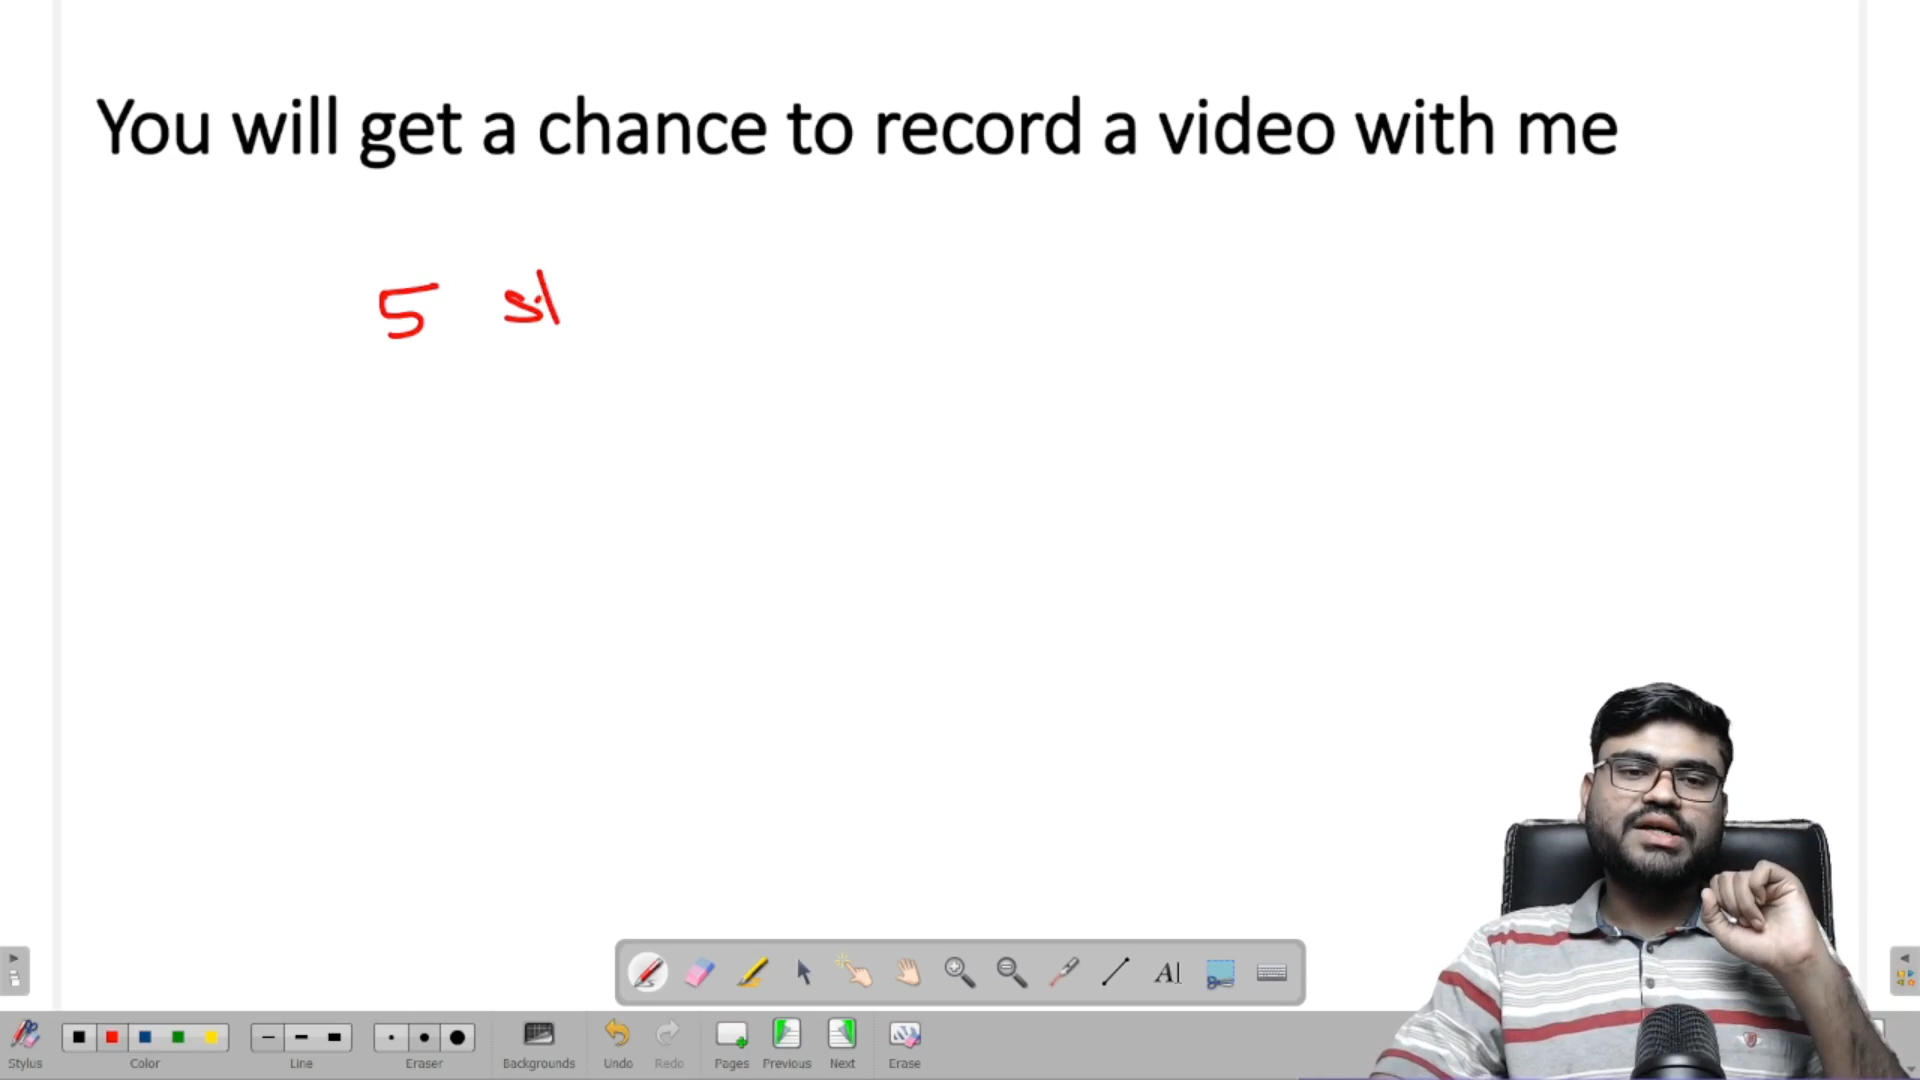 You will get a chance to record a video with me
5
Stylus
Color
Line
Eraser
Backgrounds
Undo
Redo
Pages
Previous
Next
Erase